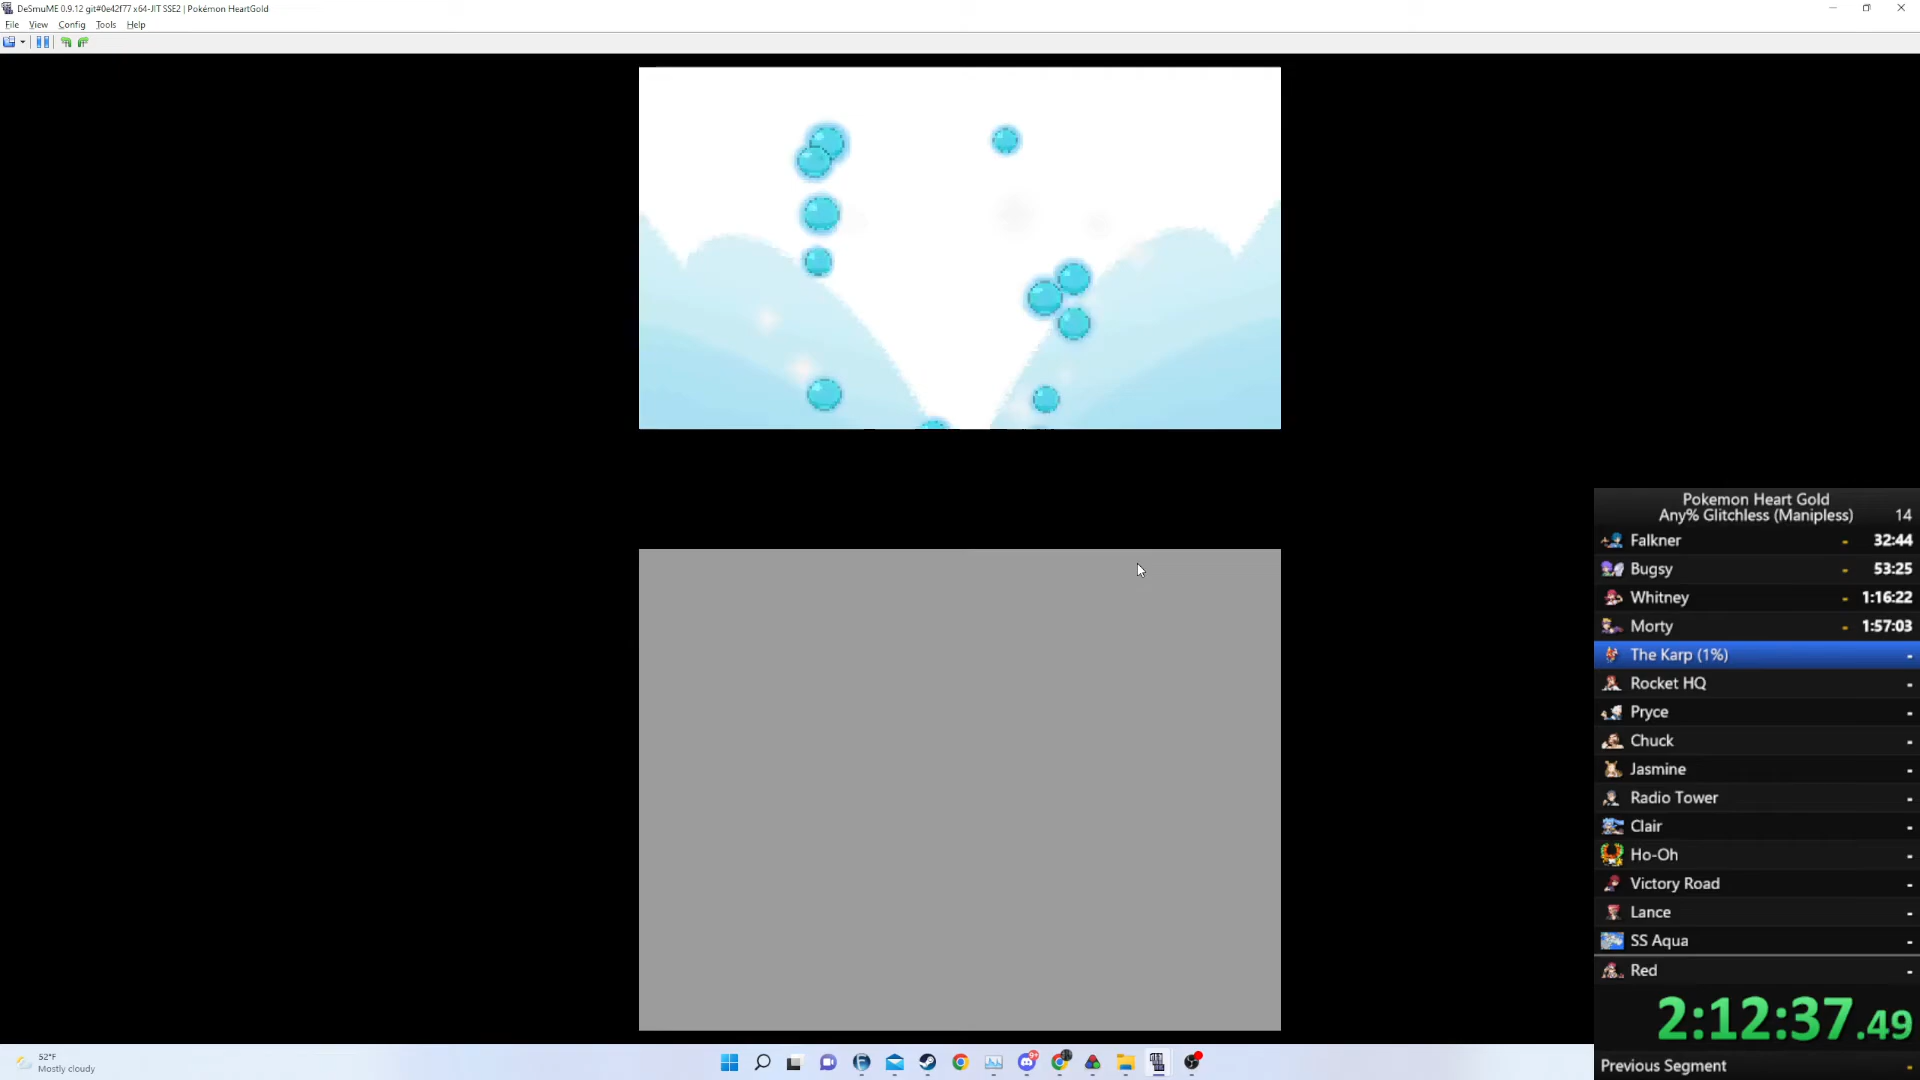 DeSmuME 0.9.12 git#0e42f77 x64-JIT SSE2 | Pokémon HeartGold
File View Config Tools Help
Pokemon Heart Gold
Any% Glitchless (Manipless) 14
Falkner - 32:44
Bugsy - 53:25
Whitney - 1:16:22
Morty - 1:57:03
The Karp (1%) -
Rocket HQ -
Pryce -
Chuck -
Jasmine -
Radio Tower -
Clair -
Ho-Oh -
Victory Road -
Lance -
SS Aqua -
Red -
2:12:37.49
Previous Segment -
52°F
Mostly cloudy